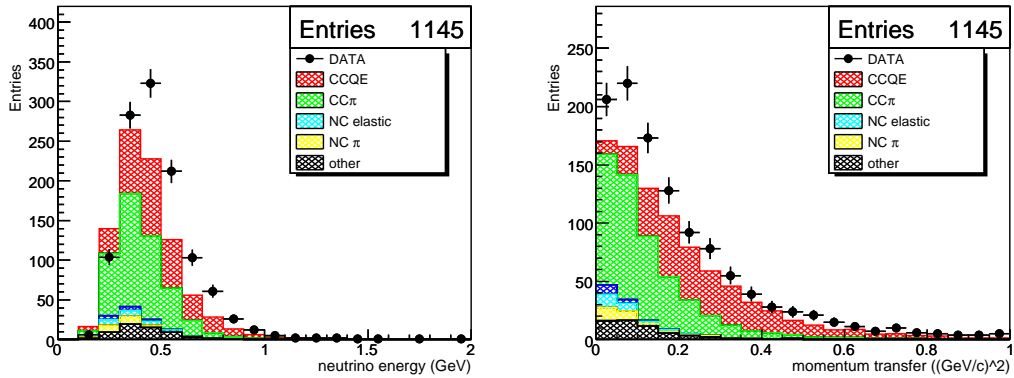 Entries 1145
DATA
CCQE
CCπ
NC elastic
NC π
other
Entries
400
350
300
250
200
150
100
50
0
0 0.5 1 1.5 2
neutrino energy (GeV)
Entries 1145
DATA
CCQE
CCπ
NC elastic
NC π
other
Entries
250
200
150
100
50
0
0 0.2 0.4 0.6 0.8 1
momentum transfer ((GeV/c)^2)